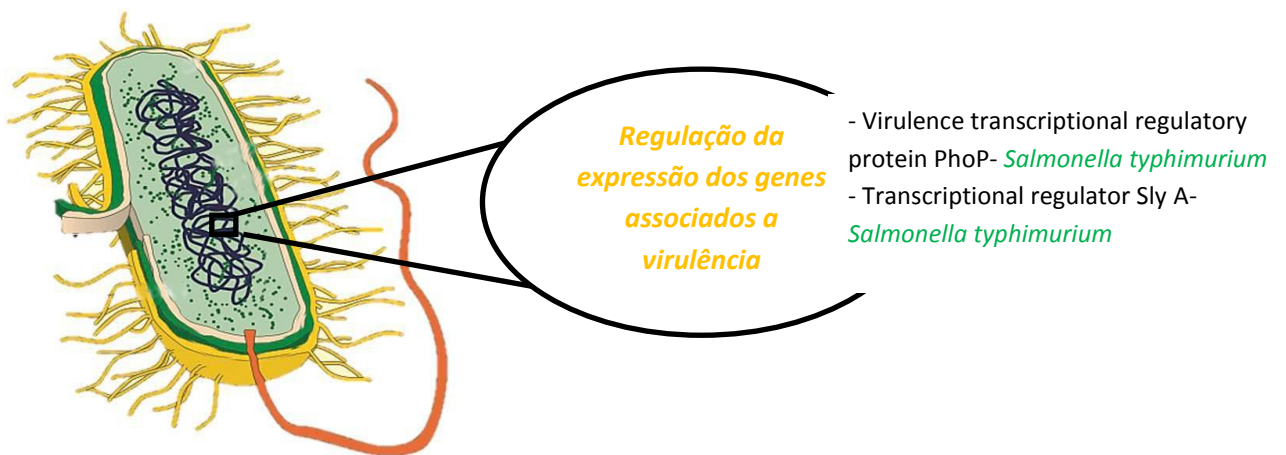 Regulação da
expressão dos genes
associados a
virulência
- Virulence transcriptional regulatory
protein PhoP- Salmonella typhimurium
- Transcriptional regulator Sly A-
Salmonella typhimurium